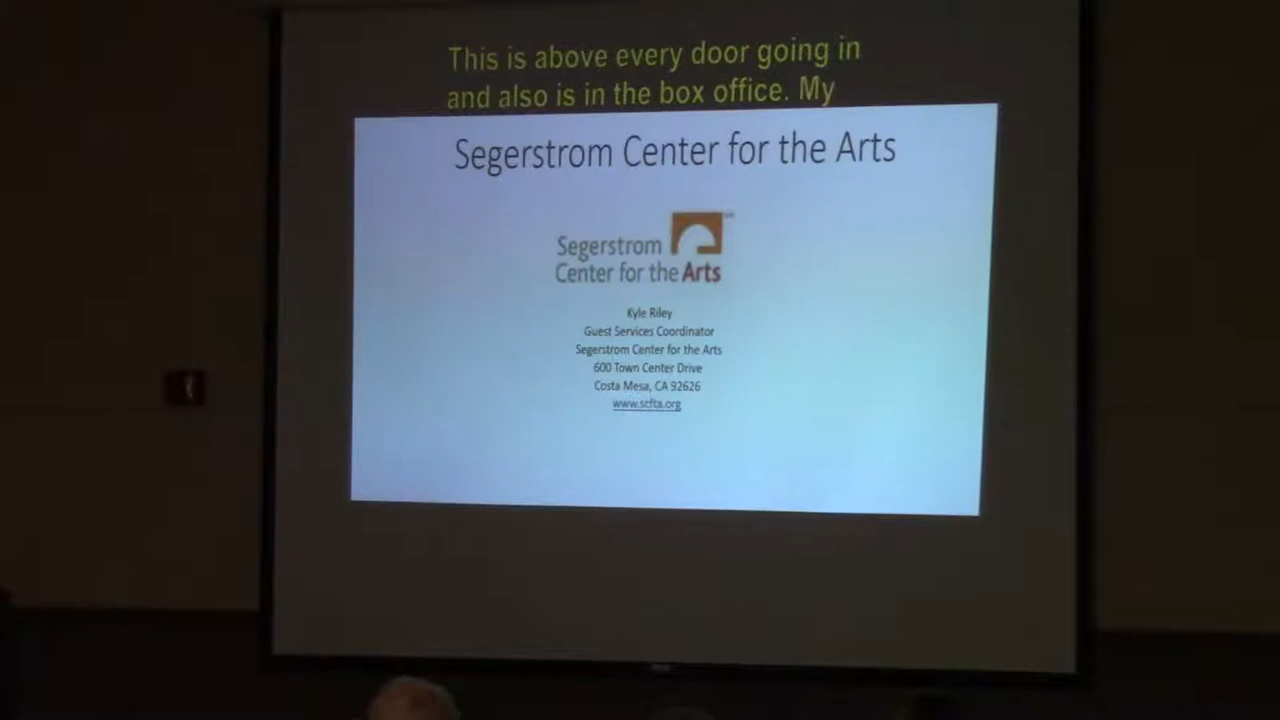 This is above every door going in
and also is in the box office. My
Segerstrom Center for the Arts
Segerstrom
Center for the Arts
Kyle Riley
Guest Services Coordinator
Segerstrom Center for the Arts
600 Town Center Drive
Costa Mesa, CA 92626
www.scfta.org